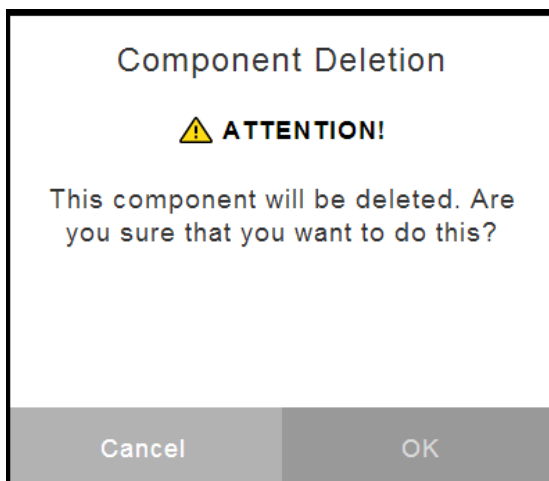 Component Deletion
ATTENTION!
This component will be deleted. Are
you sure that you want to do this?
Cancel
OK